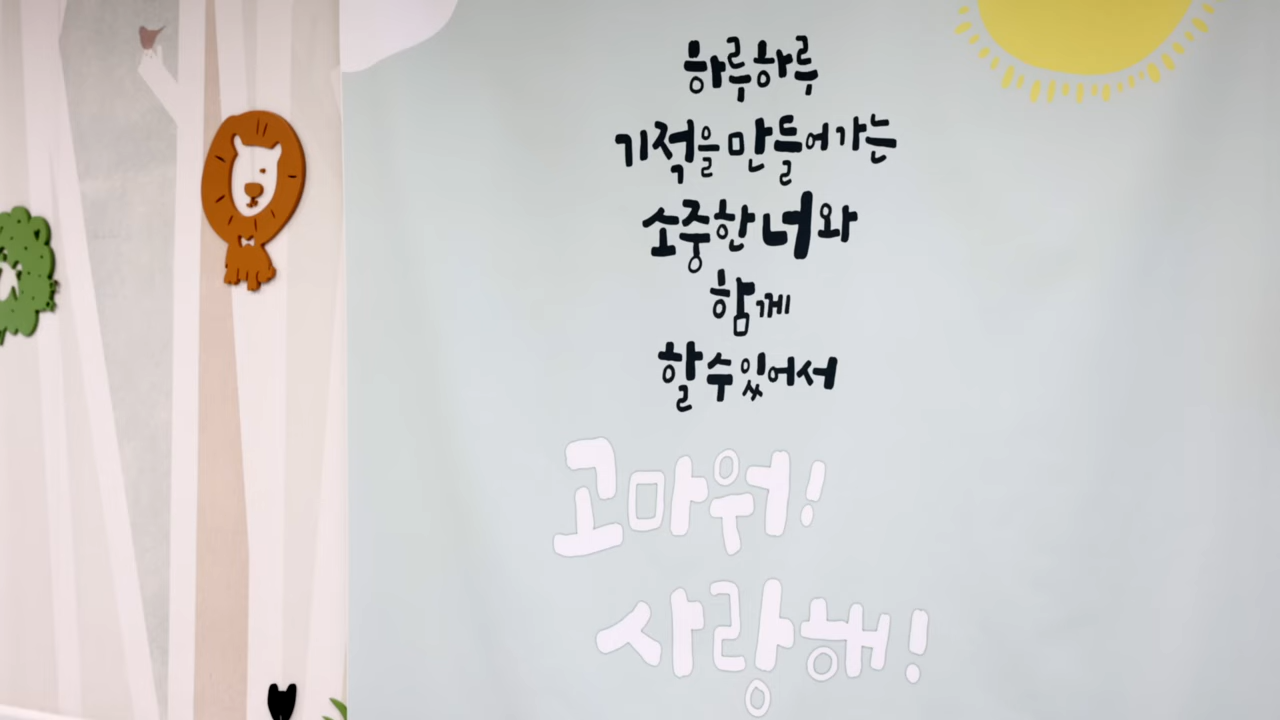 하루하루
기적을 만들어가는
소중한 너와
함께
할 수 있어서
고마워!
사랑해!